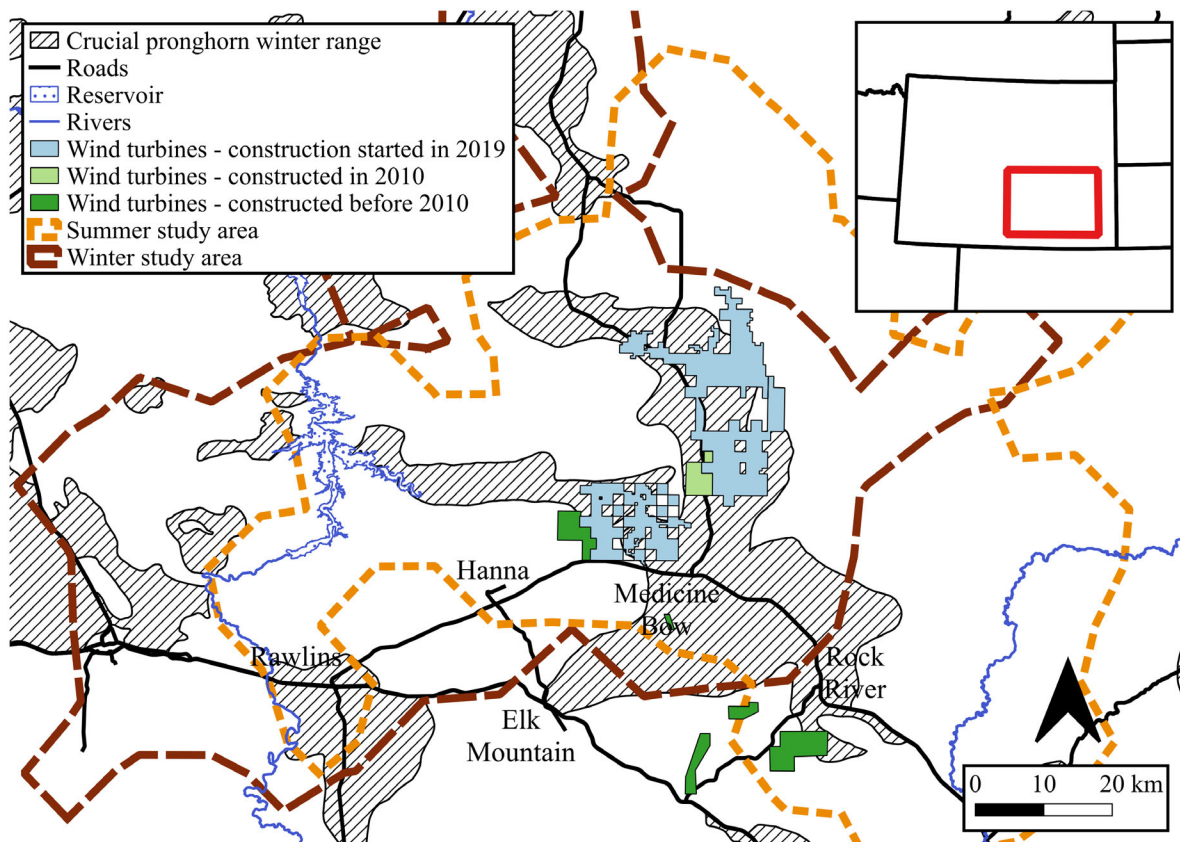 Crucial pronghorn winter range
Roads
Reservoir
Rivers
Wind turbines - construction started in 2019
Wind turbines - constructed in 2010
Wind turbines - constructed before 2010
Summer study area
Winter study area
Hanna
Medicine
Bow
Rawlins
Rock
River
Elk
Mountain
0 10 20 km